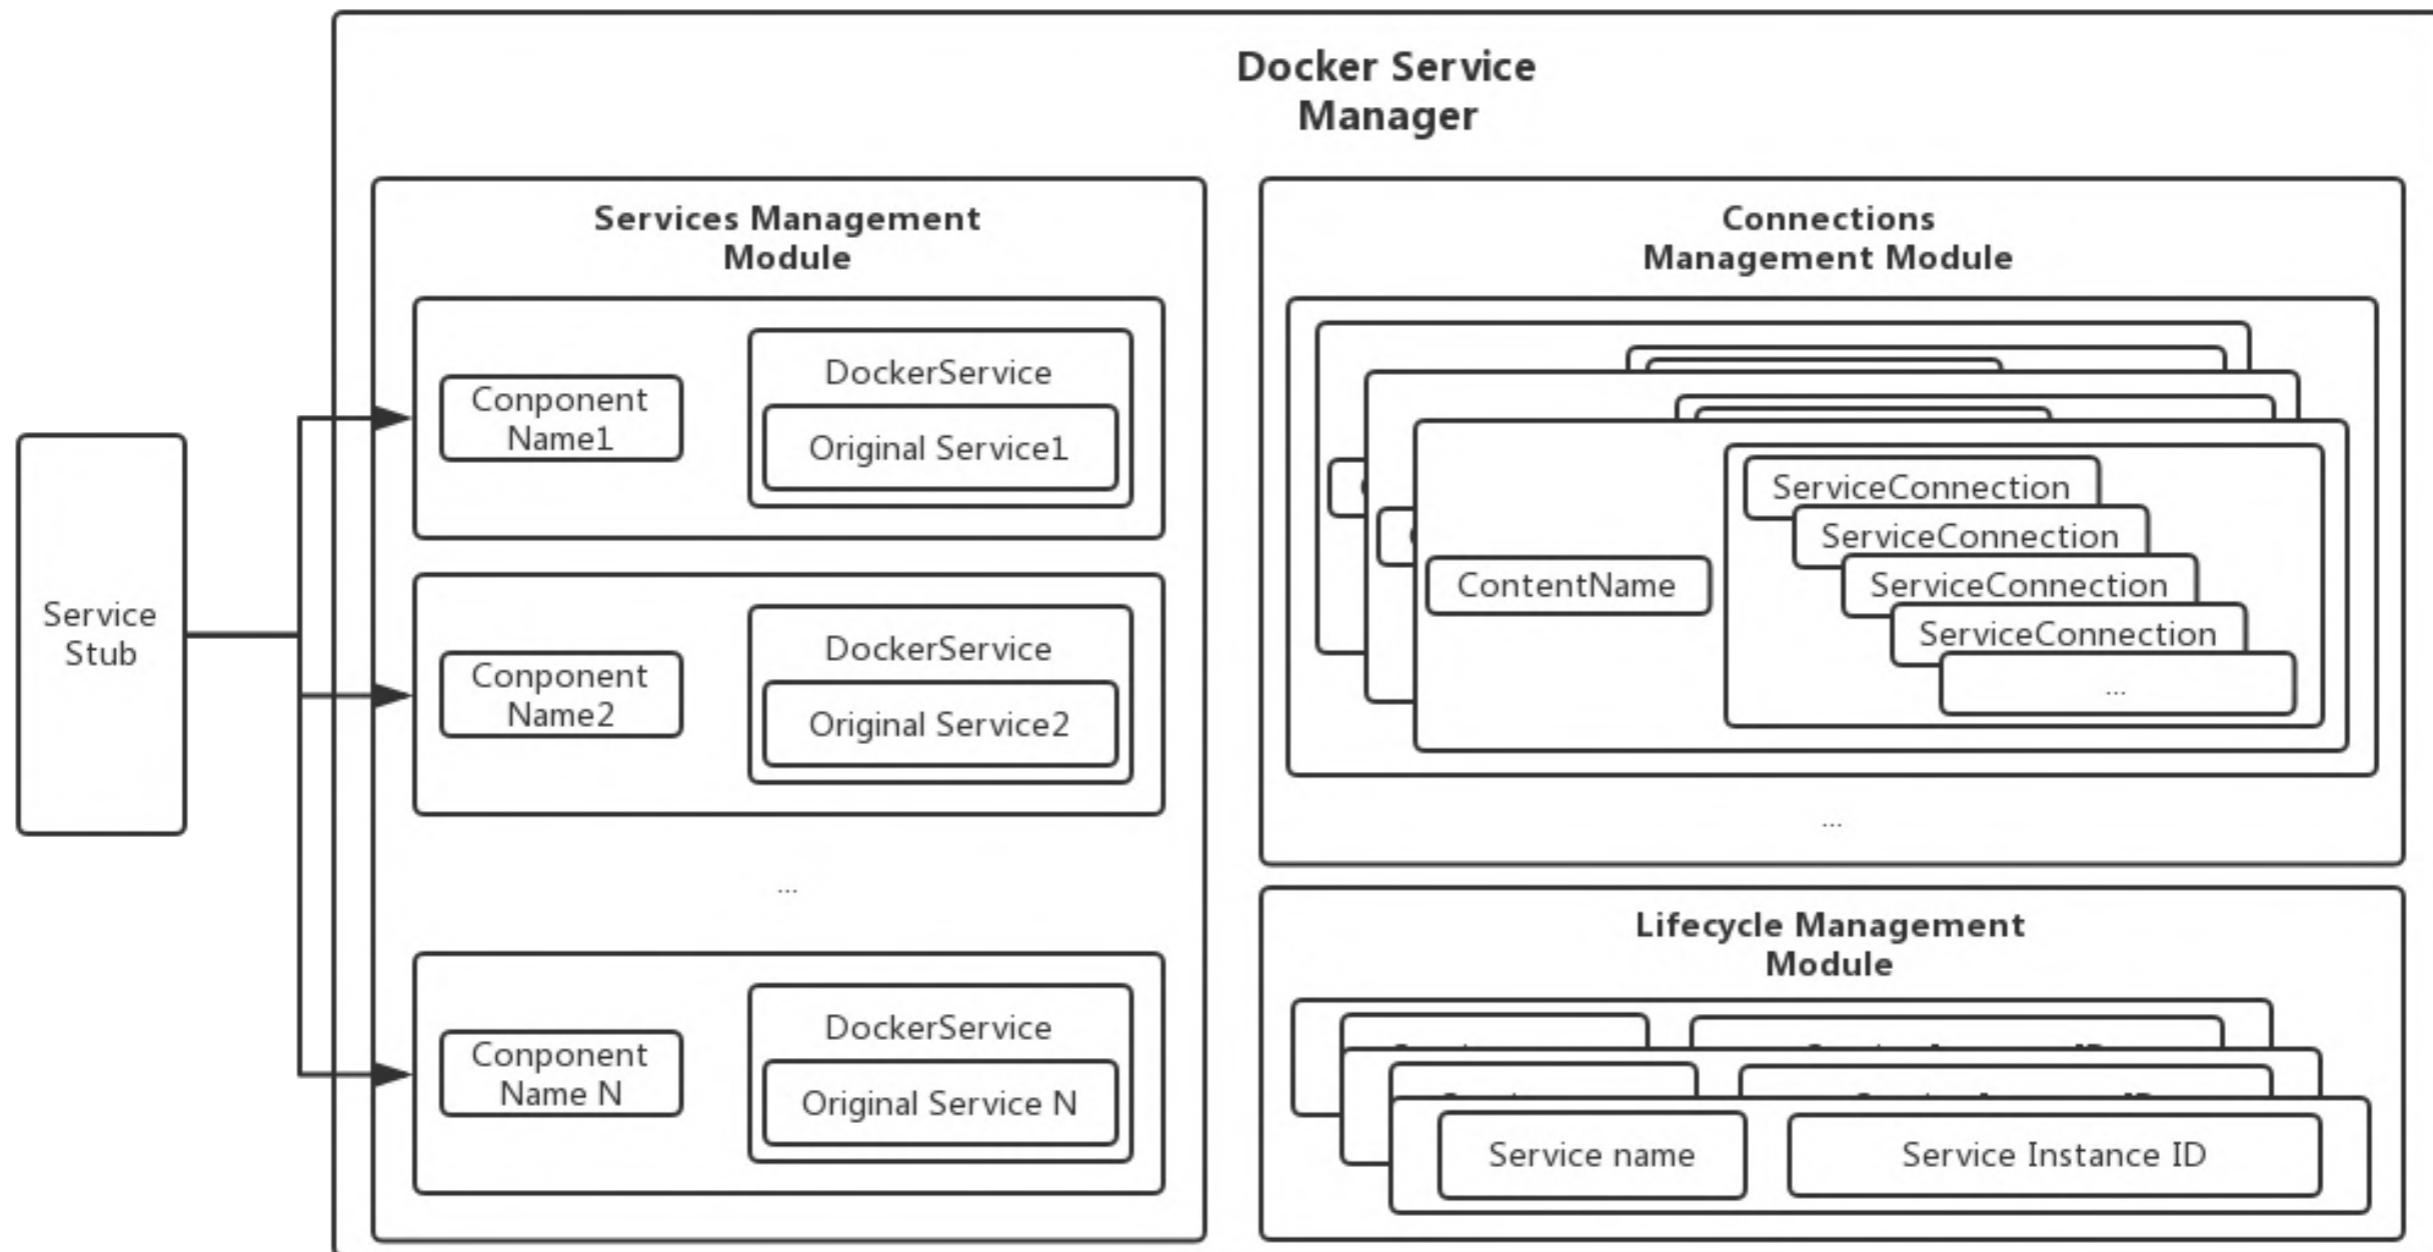 Docker Service
Manager
Services Management
Module
Conponent
Name1
DockerService
Original Service1
Conponent
Name2
DockerService
Original Service2
...
Conponent
Name N
DockerService
Original Service N
Service
Stub
Connections
Management Module
ContentName
ServiceConnection
ServiceConnection
ServiceConnection
ServiceConnection
...
...
Lifecycle Management
Module
Service name
Service Instance ID